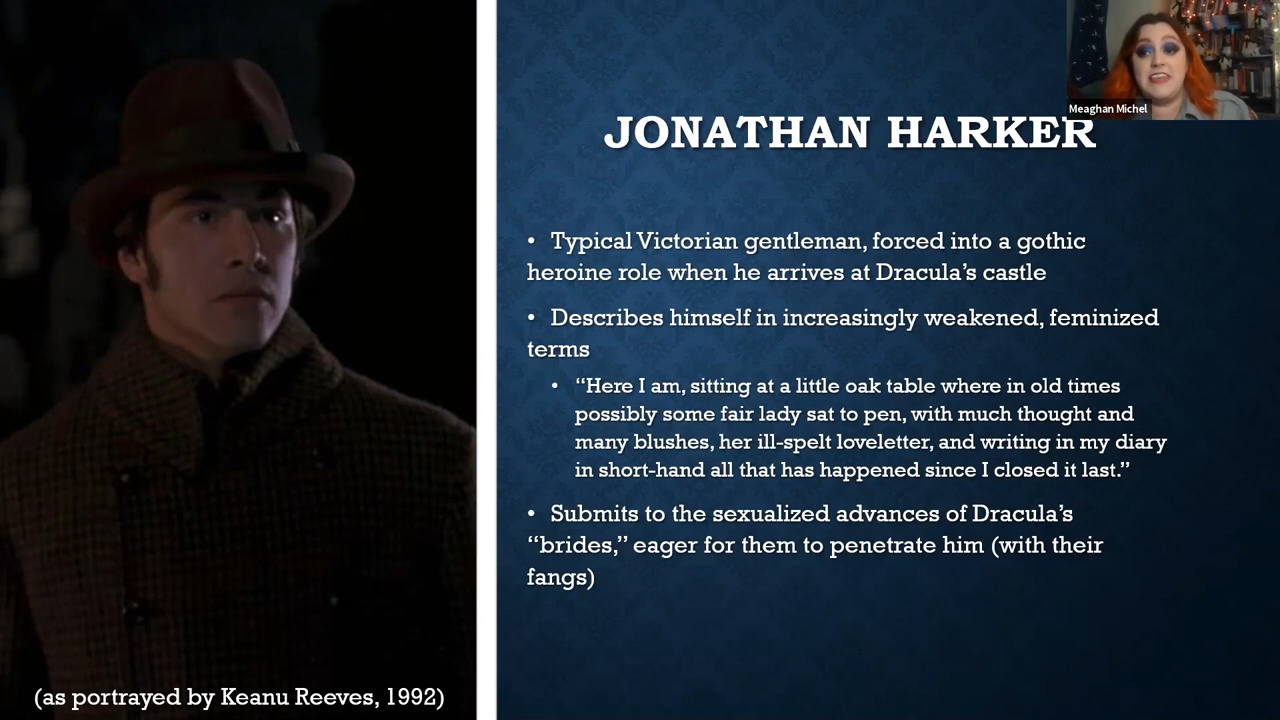 Meaghan Michel
JONATHAN HARKER
• Typical Victorian gentleman, forced into a gothic
heroine role when he arrives at Dracula’s castle
• Describes himself in increasingly weakened, feminized
terms
• “Here I am, sitting at a little oak table where in old times
possibly some fair lady sat to pen, with much thought and
many blushes, her ill-spelt loveletter, and writing in my diary
in short-hand all that has happened since I closed it last.”
• Submits to the sexualized advances of Dracula’s
“brides,” eager for them to penetrate him (with their
fangs)
(as portrayed by Keanu Reeves, 1992)